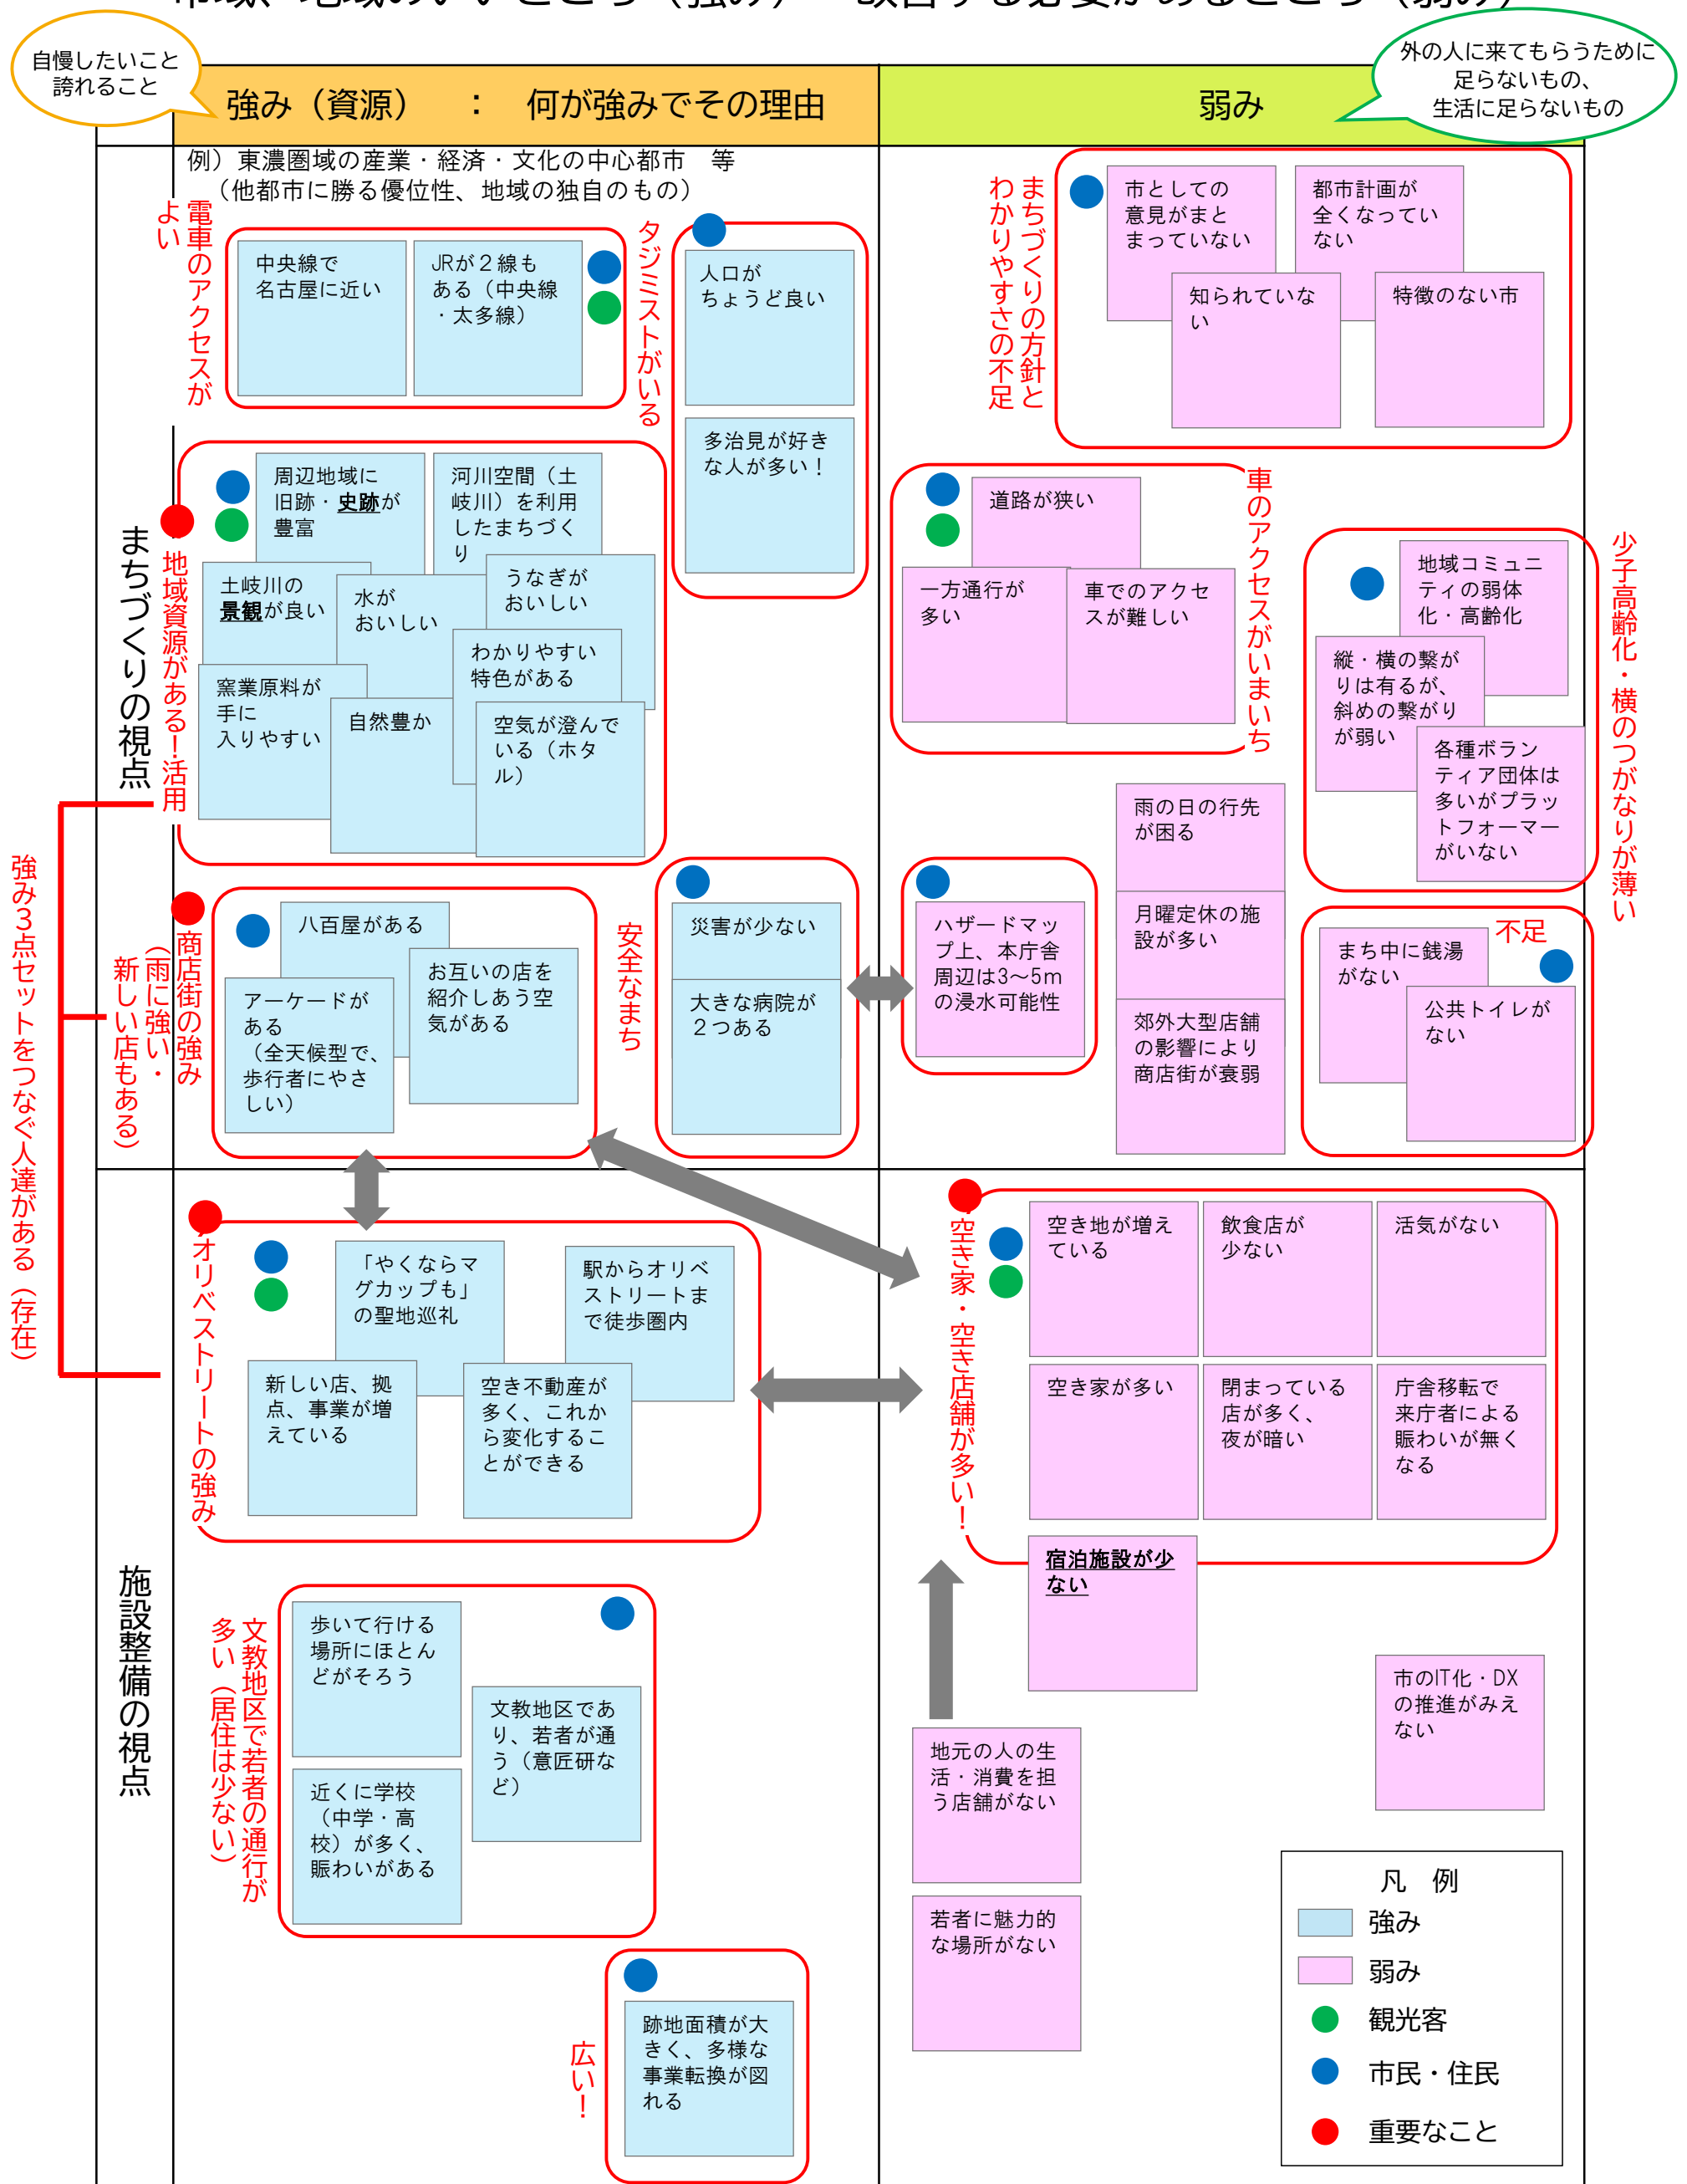 市域、地域のいいところ（強み）
改善する必要があるところ（弱み）
自慢したいこと
誇れること
外の人に来てもらうために
足らないもの、
生活に足らないもの
強み（資源）　：　何が強みでその理由
弱み
例）東濃圏域の産業・経済・文化の中心都市　等
（他都市に勝る優位性、地域の独自のもの）
まちづくりの視点
電車のアクセスが
よい
中央線で
名古屋に近い
JRが２線も
ある（中央線
・太多線）
タジミストがいる
人口が
ちょうど良い
多治見が好き
な人が多い！
まちづくりの方針と
わかりやすさの不足
市としての
意見がまと
まっていない
都市計画が
全くなってい
ない
知られていな
い
特徴のない市
地域資源がある！活用
周辺地域に
旧跡・史跡が
豊富
河川空間（土
岐川）を利用
したまちづく
り
土岐川の
景観が良い
水が
おいしい
うなぎが
おいしい
わかりやすい
特色がある
窯業原料が
手に
入りやすい
自然豊か
空気が澄んで
いる（ホタ
ル）
車のアクセスがいまいち
道路が狭い
一方通行が
多い
車でのアクセ
スが難しい
少子高齢化・横のつがなりが薄い
地域コミュニ
ティの弱体
化・高齢化
縦・横の繋が
りは有るが、
斜めの繋がり
が弱い
各種ボラン
ティア団体は
多いがプラッ
トフォーマー
がいない
雨の日の行先
が困る
月曜定休の施
設が多い
郊外大型店舗
の影響により
商店街が衰弱
強み３点セットをつなぐ人達がある（存在）
商店街の強み
（雨に強い・
新しい店もある）
八百屋がある
アーケードが
ある
（全天候型で、
歩行者にやさ
しい）
お互いの店を
紹介しあう空
気がある
安全なまち
災害が少ない
大きな病院が
２つある
ハザードマッ
プ上、本庁舎
周辺は3～5m
の浸水可能性
不足
まち中に銭湯
がない
公共トイレが
ない
施設整備の視点
オリベストリートの強み
「やくならマ
グカップも」
の聖地巡礼
駅からオリベ
ストリートま
で徒歩圏内
新しい店、拠
点、事業が増
えている
空き不動産が
多く、これか
ら変化するこ
とができる
空き家・空き店舗が多い！
空き地が増え
ている
飲食店が
少ない
活気がない
空き家が多い
閉まっている
店が多く、
夜が暗い
庁舎移転で
来庁者による
賑わいが無く
なる
宿泊施設が少
ない
文教地区で若者の通行が
多い（居住は少ない）
歩いて行ける
場所にほとん
どがそろう
文教地区であ
り、若者が通
う（意匠研な
ど）
近くに学校
（中学・高
校）が多く、
賑わいがある
市のIT化・DX
の推進がみえ
ない
地元の人の生
活・消費を担
う店舗がない
若者に魅力的
な場所がない
広い！
跡地面積が大
きく、多様な
事業転換が図
れる
凡　例
強み
弱み
観光客
市民・住民
重要なこと